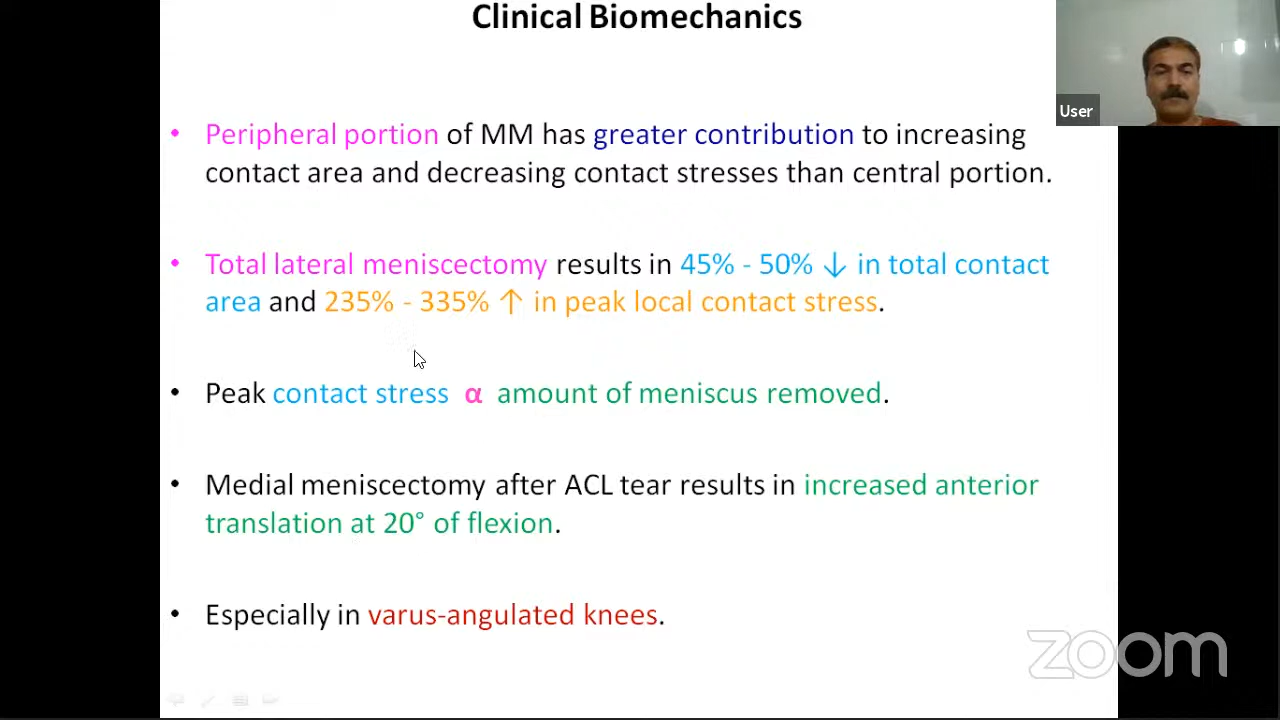 Clinical Biomechanics
User
• Peripheral portion of MM has greater contribution to increasing
contact area and decreasing contact stresses than central portion.
• Total lateral meniscectomy results in 45% - 50% ↓ in total contact
area and 235% - 335% ↑ in peak local contact stress.
• Peak contact stress α amount of meniscus removed.
• Medial meniscectomy after ACL tear results in increased anterior
translation at 20° of flexion.
• Especially in varus-angulated knees.
zoom